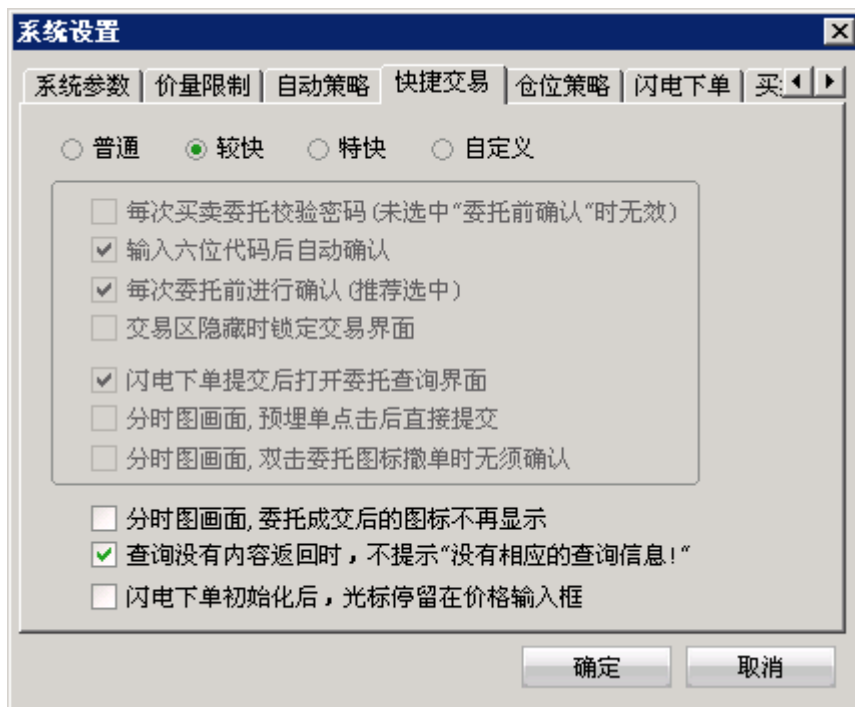 系统设置
系统参数 价量限制 自动策略 快捷交易 仓位策略 闪电下单 买
普通 较快 特快 自定义
每次买卖委托校验密码(未选中“委托前确认“时无效)
输入六位代码后自动确认
每次委托前进行确认(推荐选中)
交易区隐藏时锁定交易界面
闪电下单提交后打开委托查询界面
分时图画面,预埋单点击后直接提交
分时图画面,双击委托图标撤单时无须确认
分时图画面,委托成交后的图标不再显示
查询没有内容返回时，不提示“没有相应的查询信息!“
闪电下单初始化后，光标停留在价格输入框
确定 取消